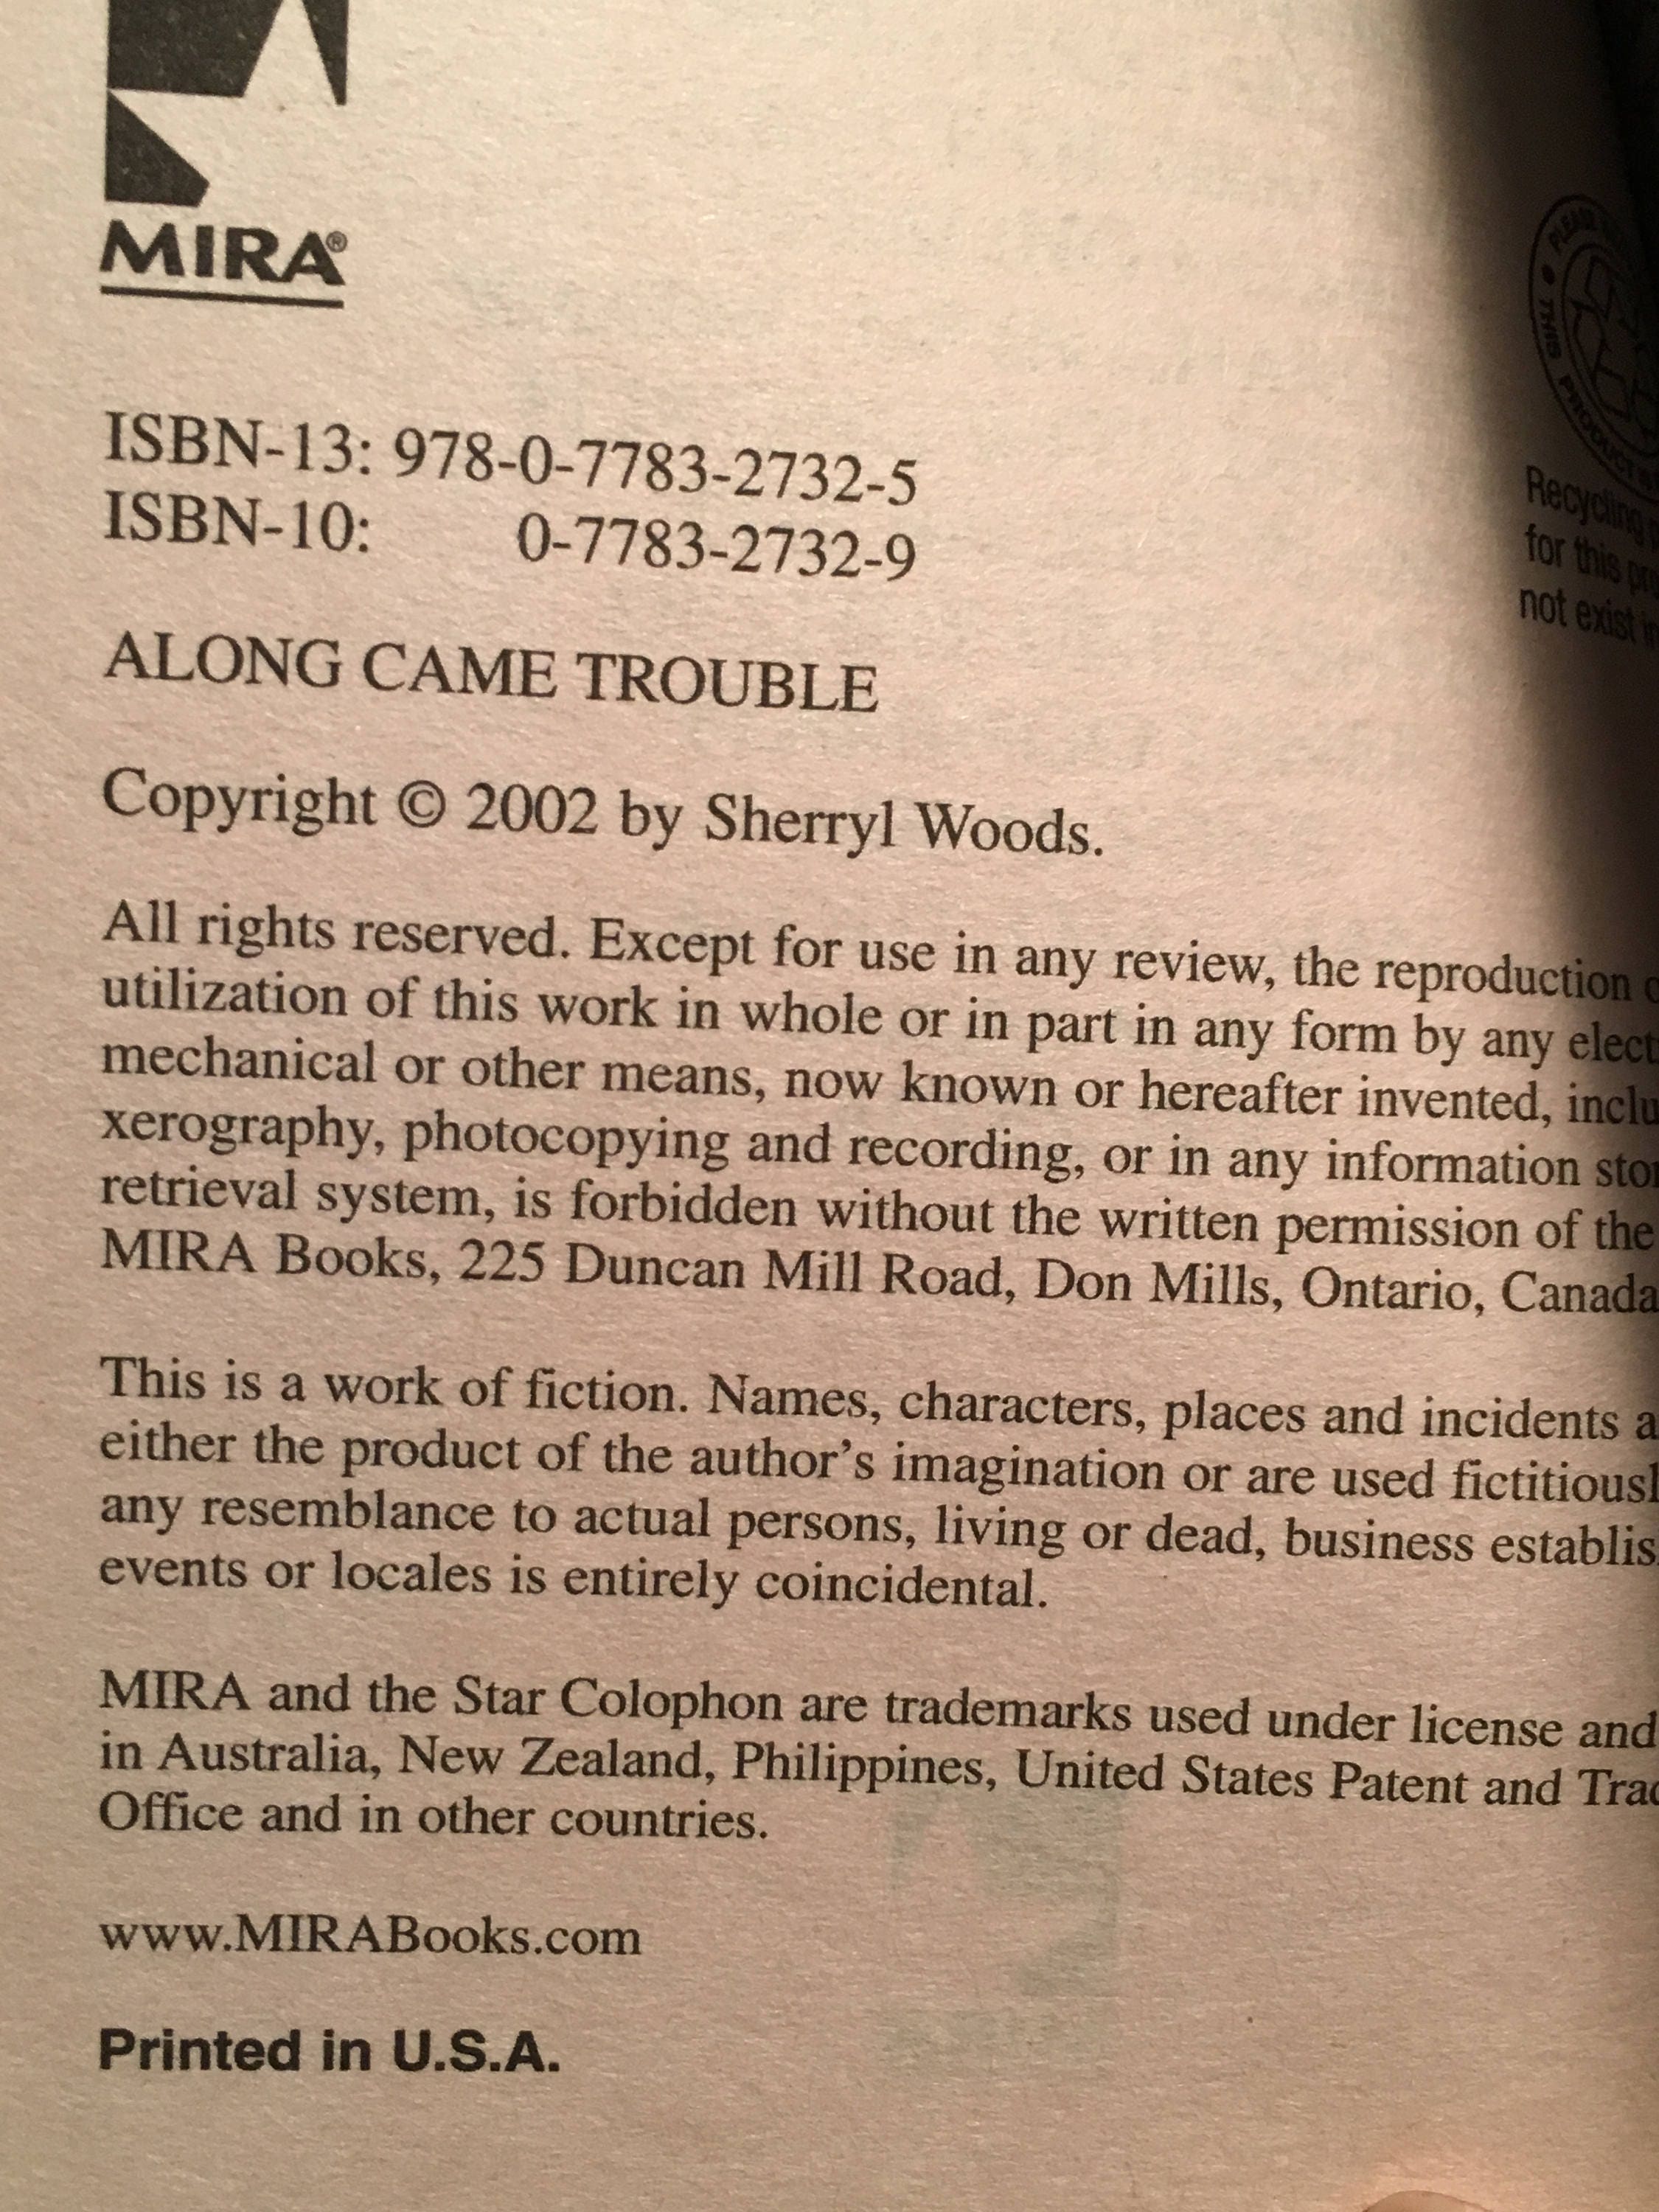 MIRA®
ISBN-13: 978-0-7783-2732-5
ISBN-10: 0-7783-2732-9
ALONG CAME TROUBLE
Copyright © 2002 by Sherryl Woods.
All rights reserved. Except for use in any review, the reproduction
utilization of this work in whole or in part in any form by any
mechanical or other means, now known or hereafter invented,
xerography, photocopying and recording, or in any information
retrieval system, is forbidden without the written permission of the
MIRA Books, 225 Duncan Mill Road, Don Mills, Ontario, Canada
This is a work of fiction. Names, characters, places and incidents
either the product of the author's imagination or are used
any resemblance to actual persons, living or dead, business
events or locales is entirely coincidental.
MIRA and the Star Colophon are trademarks used under license and
in Australia, New Zealand, Philippines, United States Patent and
Office and in other countries.
www.MIRABooks.com
Printed in U.S.A.
THIS PRODUCT
Recycling
for this
not exist